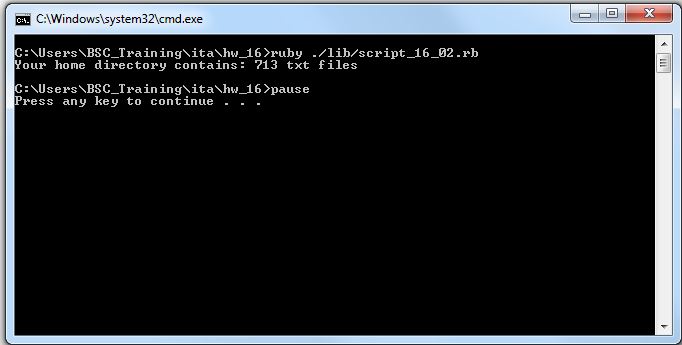 C:\Windows\system32\cmd.exe
C:\Users\BSC_Training\ita\hw_16>ruby ./lib/script_16_02.rb
Your home directory contains: 713 txt files
C:\Users\BSC_Training\ita\hw_16>pause
Press any key to continue . . .